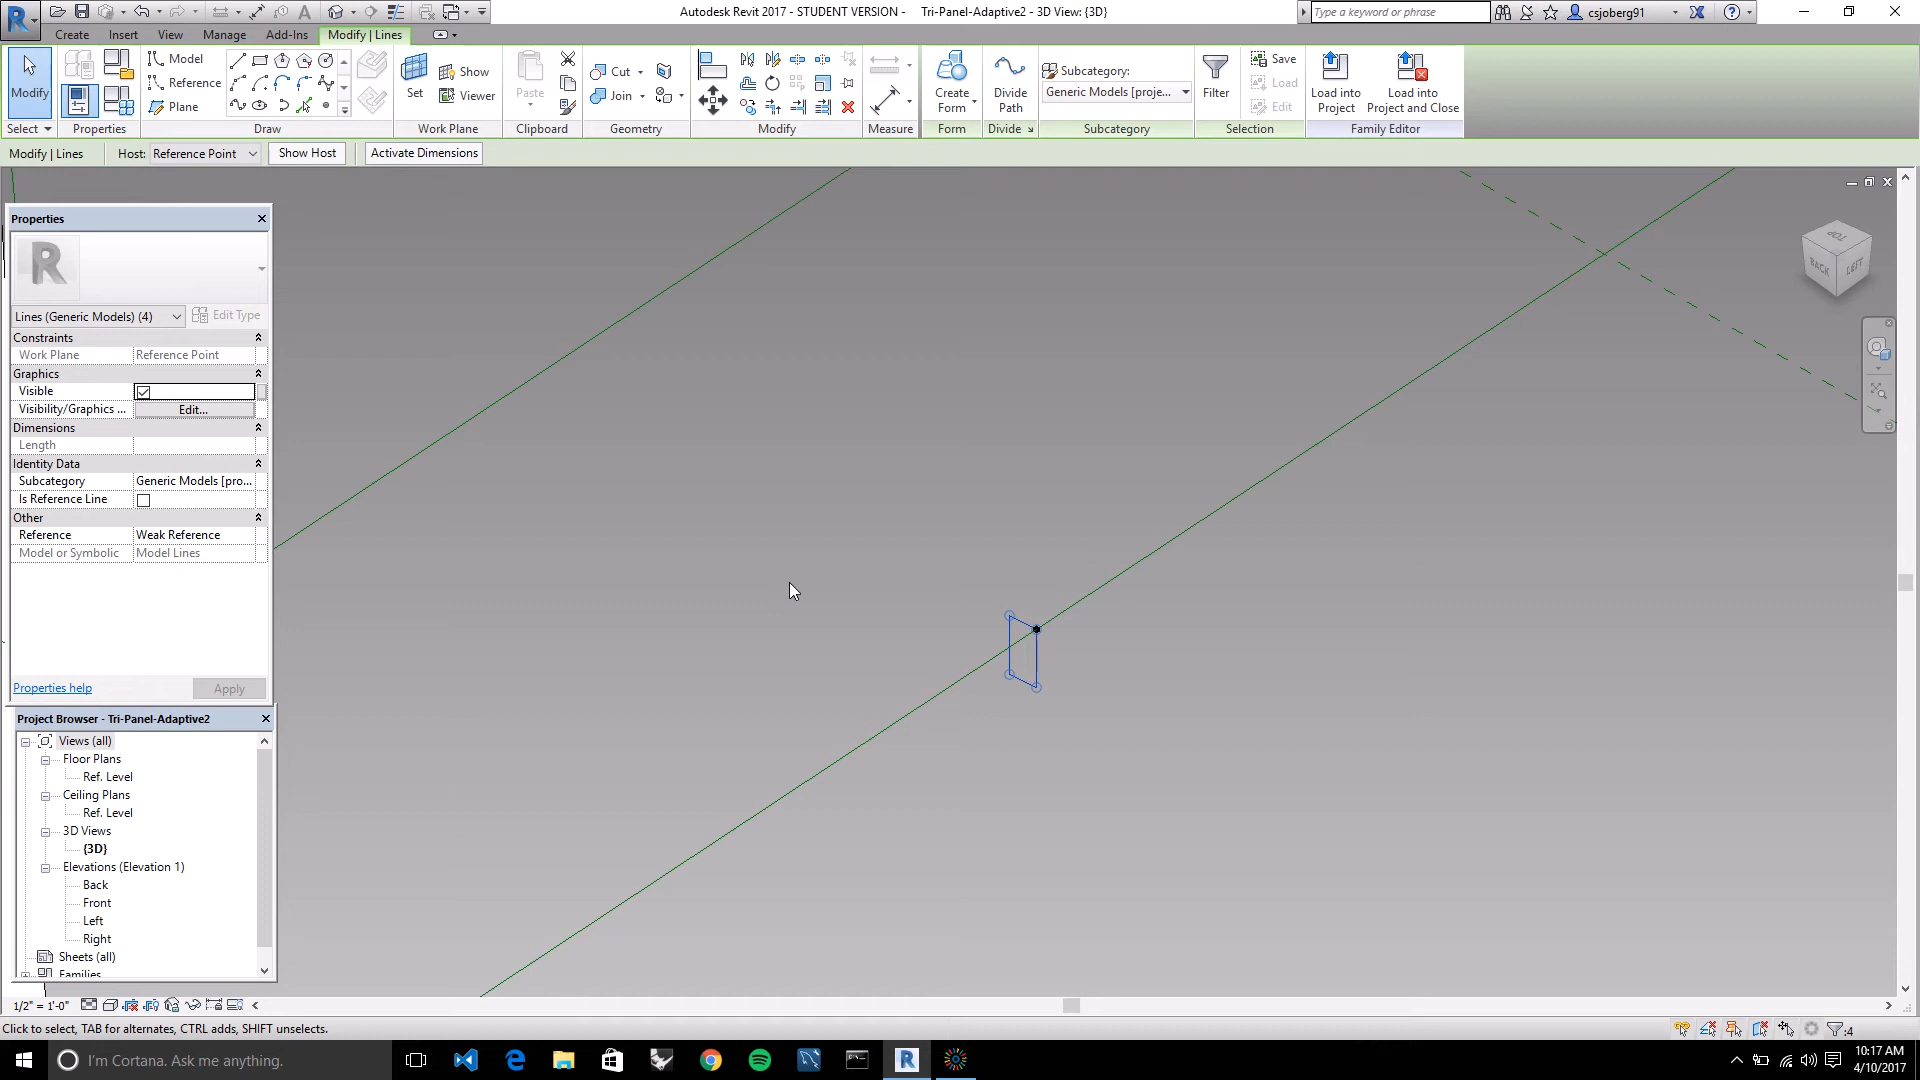 Autodesk Revit 2017 - STUDENT VERSION - Tri-Panel-Adaptive2 - 3D View: {3D}
Type a keyword or phrase
csjoberg91
Create Insert View Manage Add-Ins Modify | Lines
Modify
Model
Reference
Plane
Set
Show
Viewer
Paste
Cut
Join
Create
Form
Divide
Path
Subcategory:
Generic Models [proje...
Filter
Save
Load
Edit
Load into
Project
Load into
Project and Close
Select Properties Draw Work Plane Clipboard Geometry Modify Measure Form Divide Subcategory Selection Family Editor
Modify | Lines Host: Reference Point Show Host Activate Dimensions
TOP
BACK
LEFT
Properties
R
Lines (Generic Models) (4) Edit Type
Constraints
Work Plane Reference Point
Graphics
Visible
Visibility/Graphics ... Edit...
Dimensions
Length
Identity Data
Subcategory Generic Models [pro...
Is Reference Line
Other
Reference Weak Reference
Model or Symbolic Model Lines
Properties help Apply
Project Browser - Tri-Panel-Adaptive2
Views (all)
Floor Plans
Ref. Level
Ceiling Plans
Ref. Level
3D Views
{3D}
Elevations (Elevation 1)
Back
Front
Left
Right
Sheets (all)
Families
1/2" = 1'-0"
Click to select, TAB for alternates, CTRL adds, SHIFT unselects.
:4
I'm Cortana. Ask me anything.
10:17 AM
4/10/2017